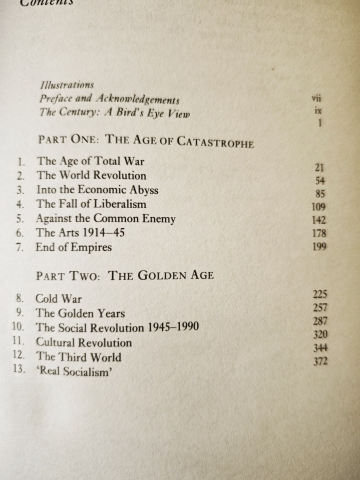 Contents
Illustrations vii
Preface and Acknowledgements ix
The Century: A Bird's Eye View 1
PART ONE: THE AGE OF CATASTROPHE
1. The Age of Total War 21
2. The World Revolution 54
3. Into the Economic Abyss 85
4. The Fall of Liberalism 109
5. Against the Common Enemy 142
6. The Arts 1914–45 178
7. End of Empires 199
PART TWO: THE GOLDEN AGE
8. Cold War 225
9. The Golden Years 257
10. The Social Revolution 1945–1990 287
11. Cultural Revolution 320
12. The Third World 344
13. 'Real Socialism' 372